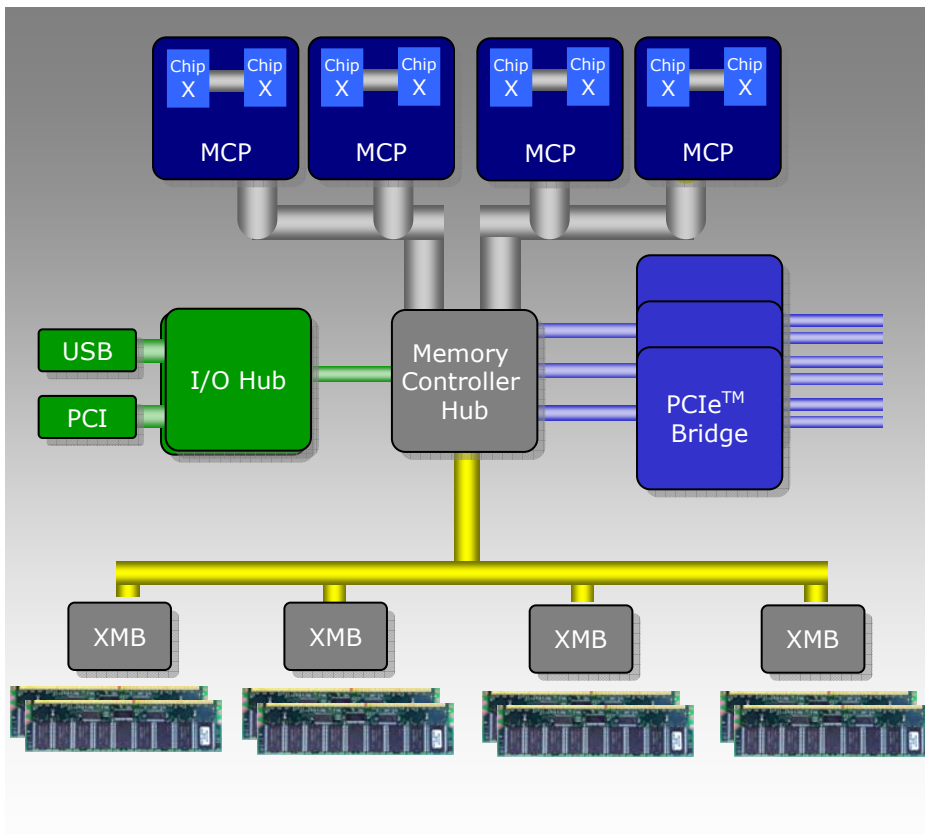 Chip
X
Chip
X
Chip
X
Chip
X
Chip
X
Chip
X
Chip
X
Chip
X
MCP
MCP
MCP
MCP
USB
PCI
I/O Hub
Memory
Controller
Hub
PCIe™
Bridge
XMB
XMB
XMB
XMB